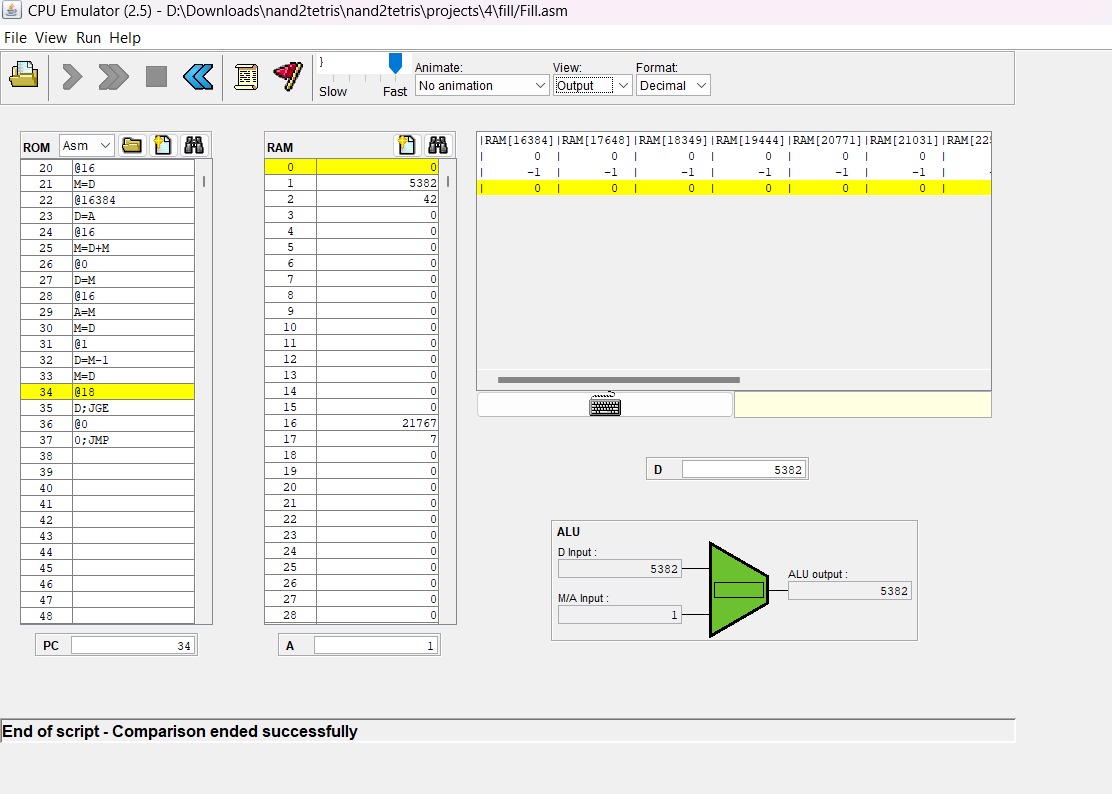 CPU Emulator (2.5) - D:\Downloads\nand2tetris\nand2tetris\projects\4\fill/Fill.asm
File View Run Help
Slow Fast
Animate:
No animation
View:
Output
Format:
Decimal
ROM Asm
20 @16
21 M=D
22 @16384
23 D=A
24 @16
25 M=D+M
26 @0
27 D=M
28 @16
29 A=M
30 M=D
31 @1
32 D=M-1
33 M=D
34 @18
35 D;JGE
36 @0
37 0;JMP
38
39
40
41
42
43
44
45
46
47
48
PC 34
RAM
0 0
1 5382
2 42
3 0
4 0
5 0
6 0
7 0
8 0
9 0
10 0
11 0
12 0
13 0
14 0
15 0
16 21767
17 7
18 0
19 0
20 0
21 0
22 0
23 0
24 0
25 0
26 0
27 0
28 0
A 1
|RAM[16384]|RAM[17648]|RAM[18349]|RAM[19444]|RAM[20771]|RAM[21031]|RAM[22
| 0 | 0 | 0 | 0 | 0 | 0 |
| -1 | -1 | -1 | -1 | -1 | -1 |
| 0 | 0 | 0 | 0 | 0 | 0 |
D 5382
ALU
D Input :
5382
M/A Input :
1
ALU output :
5382
End of script - Comparison ended successfully